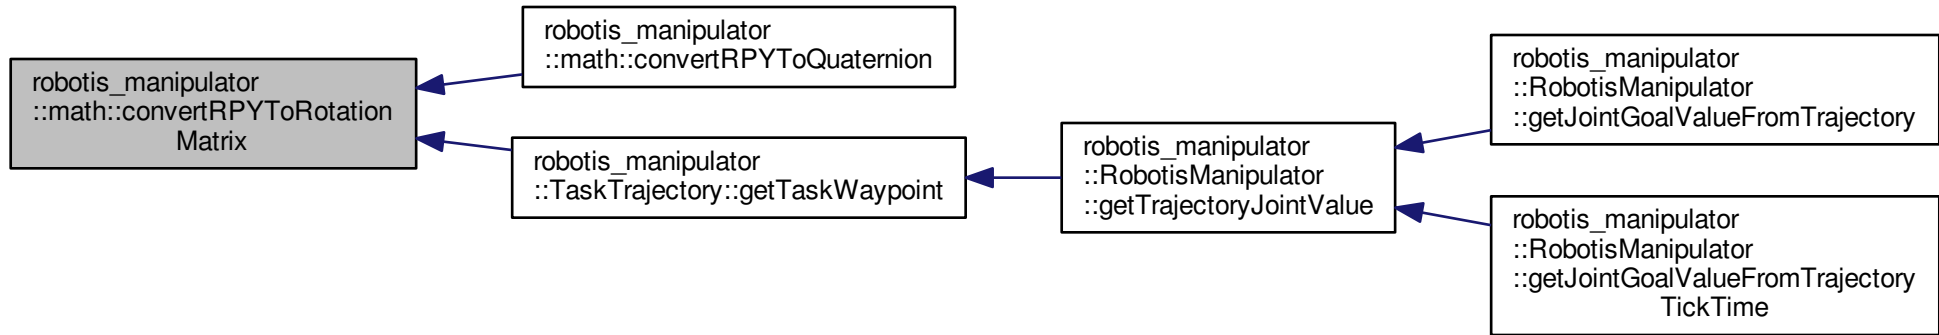 robotis_manipulator
::math::convertRPYToRotation
Matrix
robotis_manipulator
::math::convertRPYToQuaternion
robotis_manipulator
::TaskTrajectory::getTaskWaypoint
robotis_manipulator
::RobotisManipulator
::getTrajectoryJointValue
robotis_manipulator
::RobotisManipulator
::getJointGoalValueFromTrajectory
robotis_manipulator
::RobotisManipulator
::getJointGoalValueFromTrajectory
TickTime